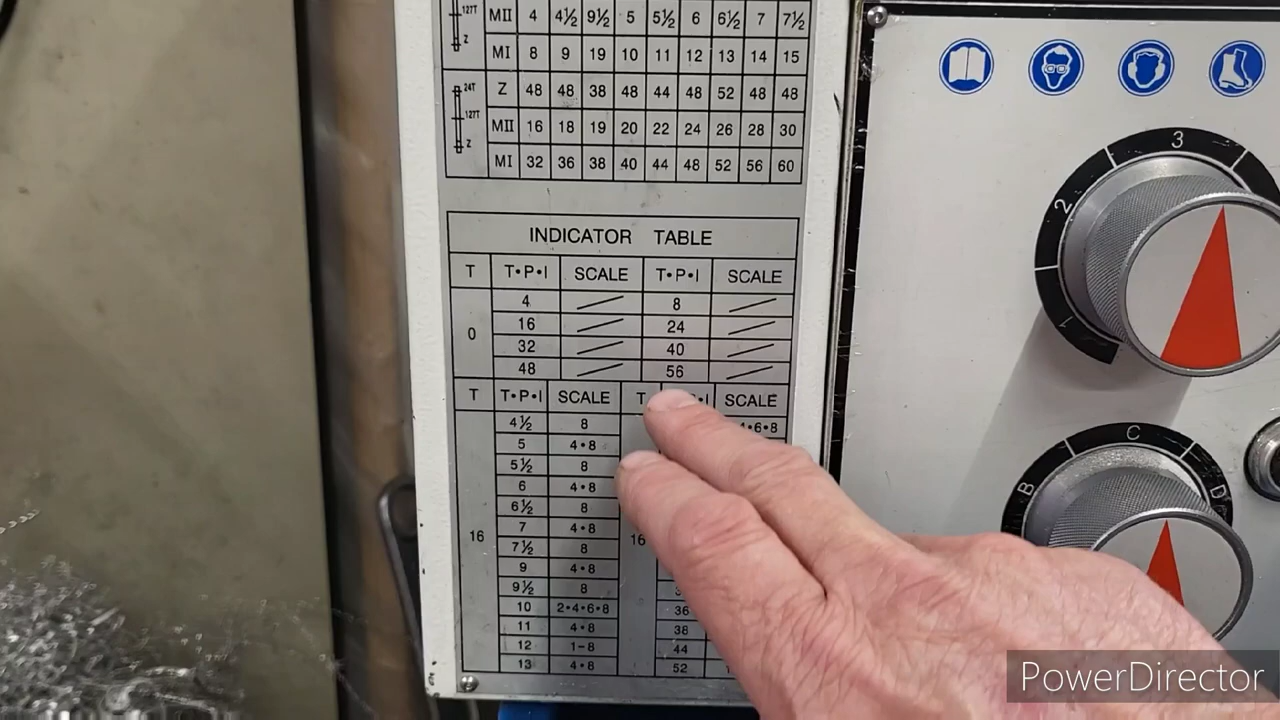 127T MII 4 4½ 9½ 5 5½ 6 6½ 7 7½
Z MI 8 9 19 10 11 12 13 14 15
24T Z 48 48 38 48 44 48 52 48 48
127T MII 16 18 19 20 22 24 26 28 30
Z MI 32 36 38 40 44 48 52 56 60
INDICATOR TABLE
T T•P•I SCALE T•P•I SCALE
0
4 8
16 24
32 40
48 56
T T•P•I SCALE T SCALE
4½ 8 •6•8
5 4•8
5½ 8
6 4•8
6½ 8
7 4•8
16 16
7½ 8
9 4•8
9½ 8
10 2•4•6•8 36
11 4•8 38
12 1–8 44
13 4•8 52
1
2
3
B
C
D
PowerDirector